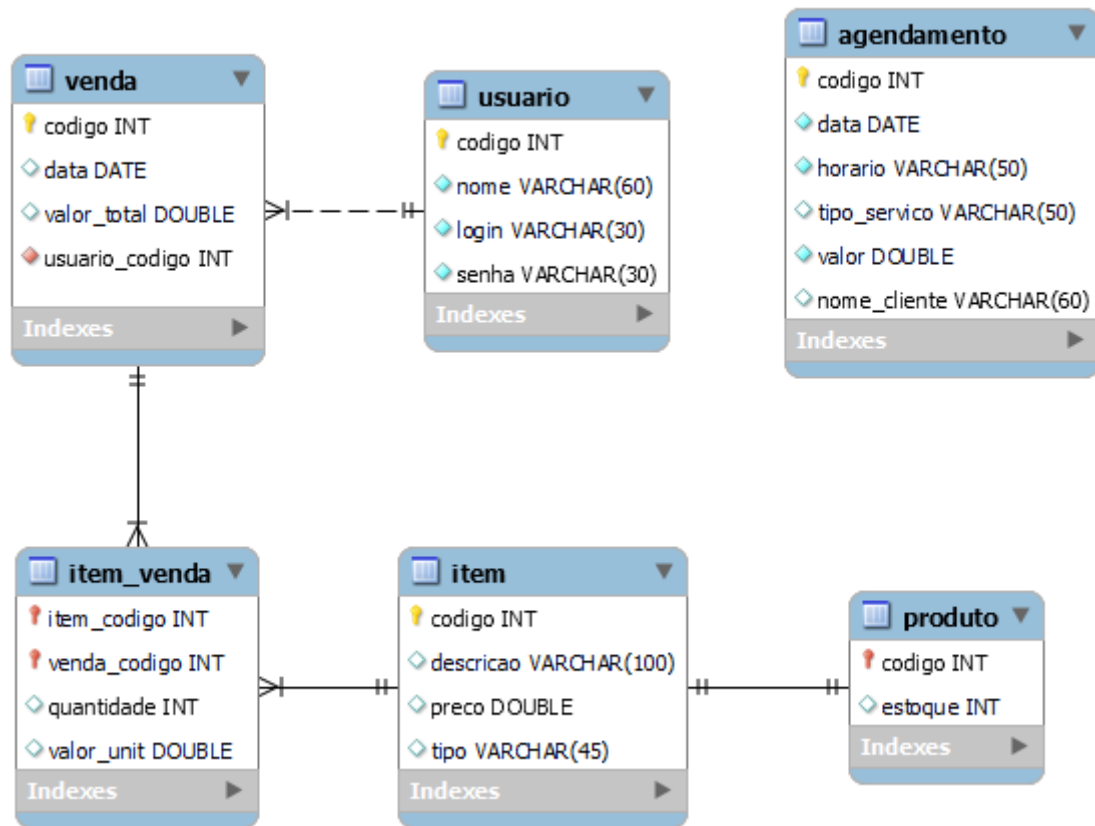 venda
codigo INT
data DATE
valor_total DOUBLE
usuario_codigo INT
Indexes
usuario
codigo INT
nome VARCHAR(60)
login VARCHAR(30)
senha VARCHAR(30)
Indexes
agendamento
codigo INT
data DATE
horario VARCHAR(50)
tipo_servico VARCHAR(50)
valor DOUBLE
nome_cliente VARCHAR(60)
Indexes
item_venda
item_codigo INT
venda_codigo INT
quantidade INT
valor_unit DOUBLE
Indexes
item
codigo INT
descricao VARCHAR(100)
preco DOUBLE
tipo VARCHAR(45)
Indexes
produto
codigo INT
estoque INT
Indexes